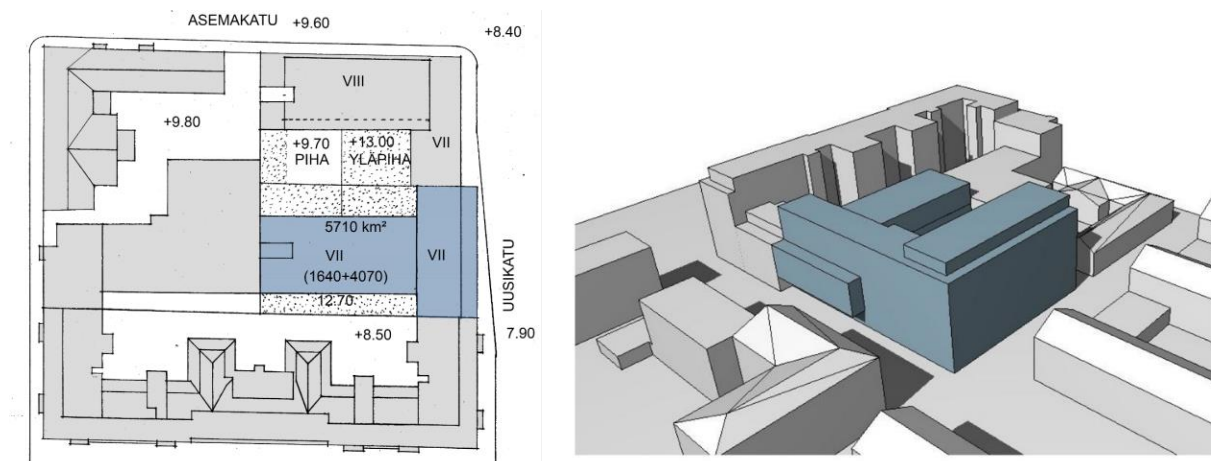 ASEMAKATU +9.60
+8.40
VIII
+9.80
+9.70
PIHA
+13.00
YLÄPIHA
VII
5710 km²
VII
(1640+4070)
VII
12.70
UUSIKATU
+8.50
7.90